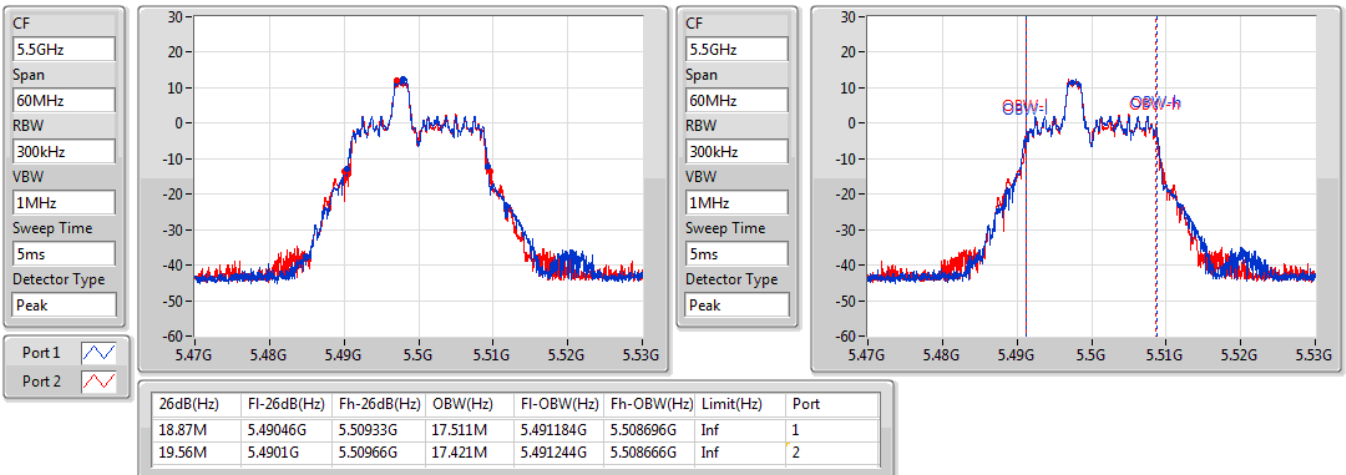 CF
5.5GHz
Span
60MHz
RBW
300kHz
VBW
1MHz
Sweep Time
5ms
Detector Type
Peak
Port 1
Port 2
30
20
10
0
-10
-20
-30
-40
-50
-60
5.47G 5.48G 5.49G 5.5G 5.51G 5.52G 5.53G
CF
5.5GHz
Span
60MHz
RBW
300kHz
VBW
1MHz
Sweep Time
5ms
Detector Type
Peak
30
20
10
0
-10
-20
-30
-40
-50
-60
OBW-l OBW-h
5.47G 5.48G 5.49G 5.5G 5.51G 5.52G 5.53G
26dB(Hz) Fl-26dB(Hz) Fh-26dB(Hz) OBW(Hz) Fl-OBW(Hz) Fh-OBW(Hz) Limit(Hz) Port
18.87M 5.49046G 5.50933G 17.511M 5.491184G 5.508696G Inf 1
19.56M 5.4901G 5.50966G 17.421M 5.491244G 5.508666G Inf 2